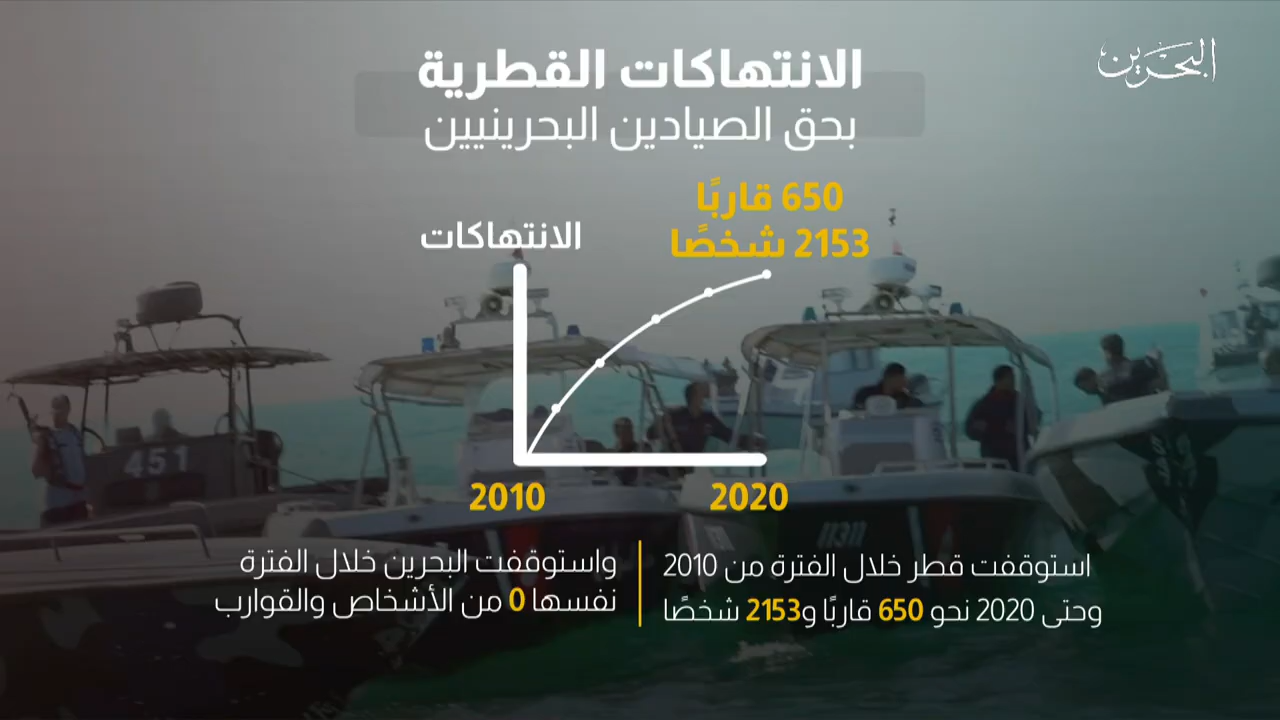 البحرين
الانتهاكات القطرية
بحق الصيادين البحرينيين
650 قاربًا
2153 شخصًا
الانتهاكات
2010
2020
451
استوقفت قطر خلال الفترة من 2010
وحتى 2020 نحو 650 قاربًا و2153 شخصًا
واستوقفت البحرين خلال الفترة
نفسها 0 من الأشخاص والقوارب